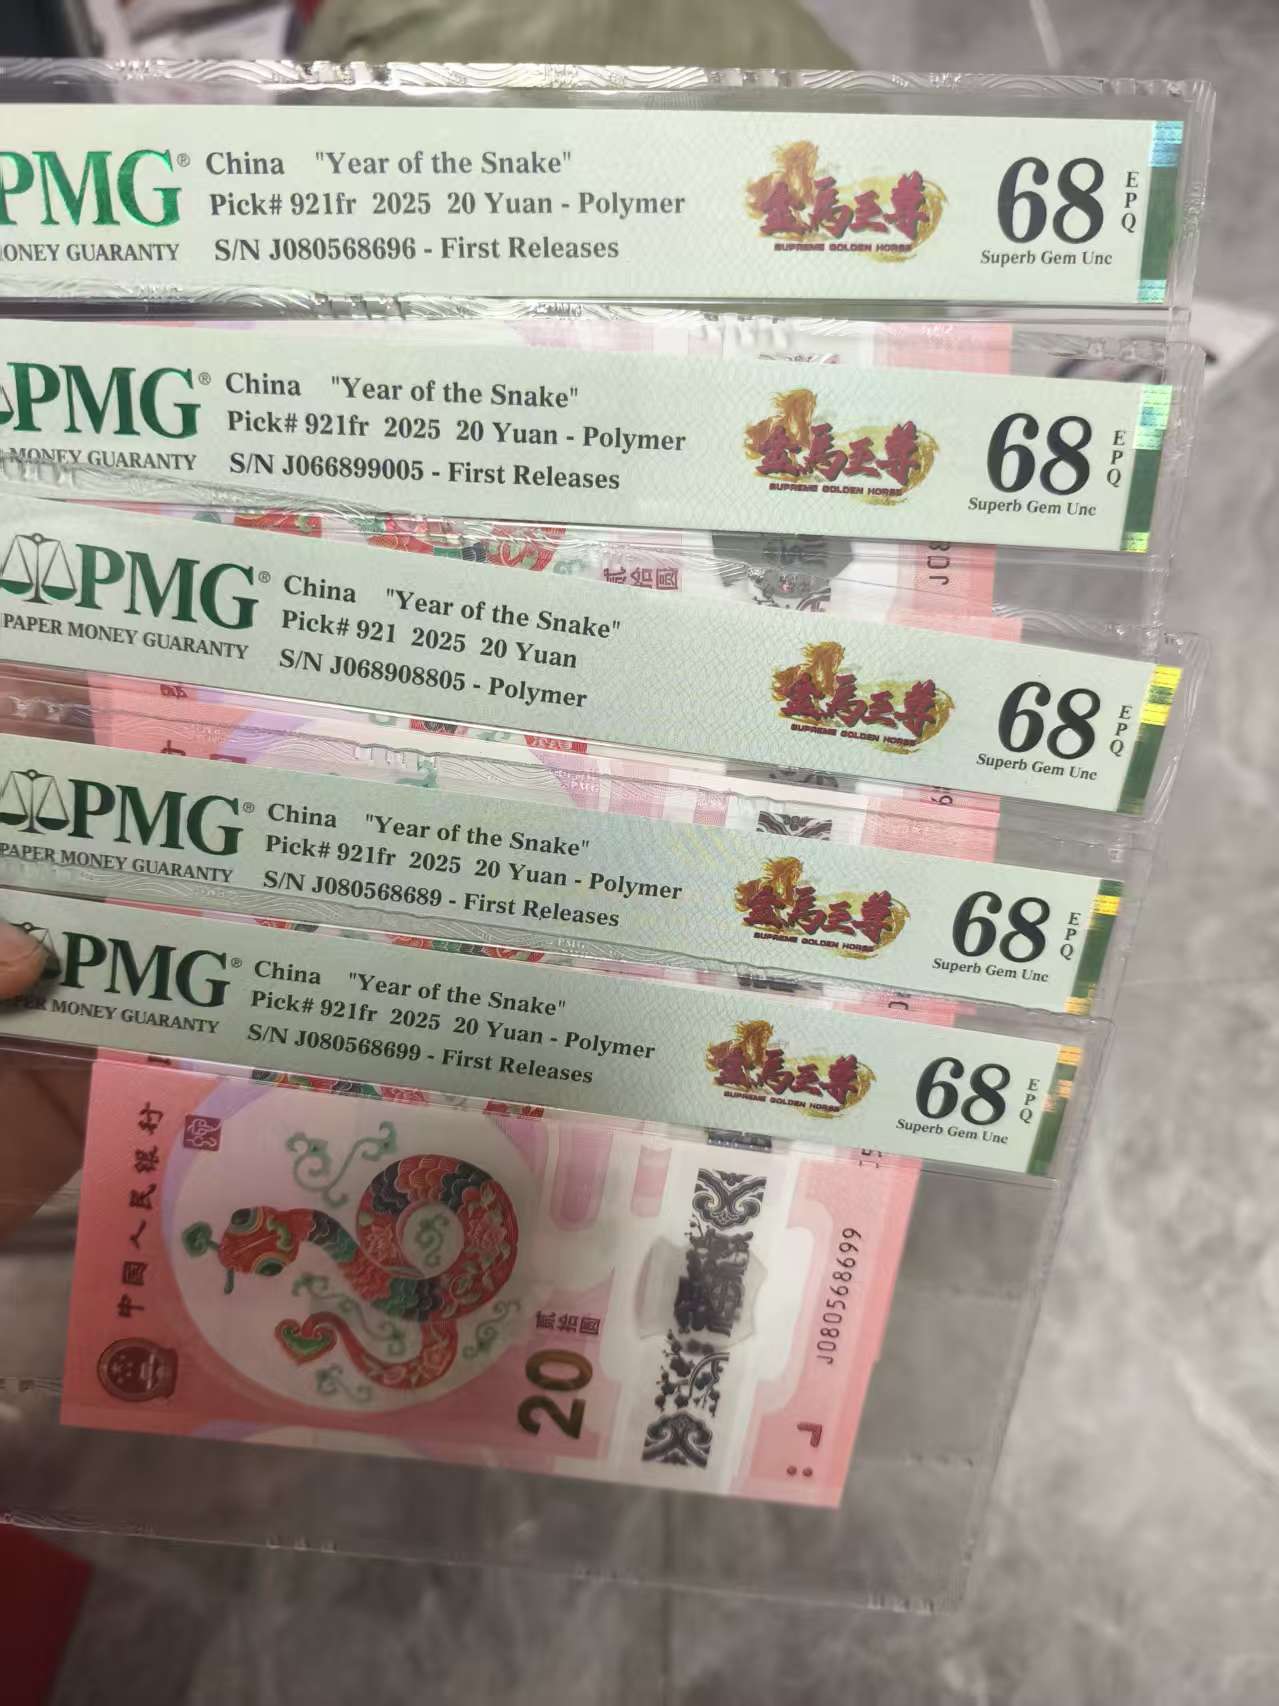 PMG® China "Year of the Snake"
Pick# 921fr 2025 20 Yuan - Polymer
MONEY GUARANTY S/N J080568696 - First Releases
金马至尊
SUPREME GOLDEN HORSE
68 EPQ
Superb Gem Unc
PMG® China "Year of the Snake"
Pick# 921fr 2025 20 Yuan - Polymer
MONEY GUARANTY S/N J066899005 - First Releases
金馬至尊
SUPREME GOLDEN HORSE
68 EPQ
Superb Gem Unc
贰拾圆
J08
PMG® China "Year of the Snake"
Pick# 921 2025 20 Yuan
PAPER MONEY GUARANTY S/N J068908805 - Polymer
金馬至尊
SUPREME GOLDEN HORSE
68 EPQ
Superb Gem Unc
PMG® China "Year of the Snake"
Pick# 921fr 2025 20 Yuan - Polymer
PAPER MONEY GUARANTY S/N J080568689 - First Releases
金馬至尊
SUPREME GOLDEN HORSE
68 EPQ
Superb Gem Unc
PMG® China "Year of the Snake"
Pick# 921fr 2025 20 Yuan - Polymer
PAPER MONEY GUARANTY S/N J080568699 - First Releases
金馬至尊
SUPREME GOLDEN HORSE
68 EPQ
Superb Gem Unc
中国人民银行
贰拾圆
20
J080568699